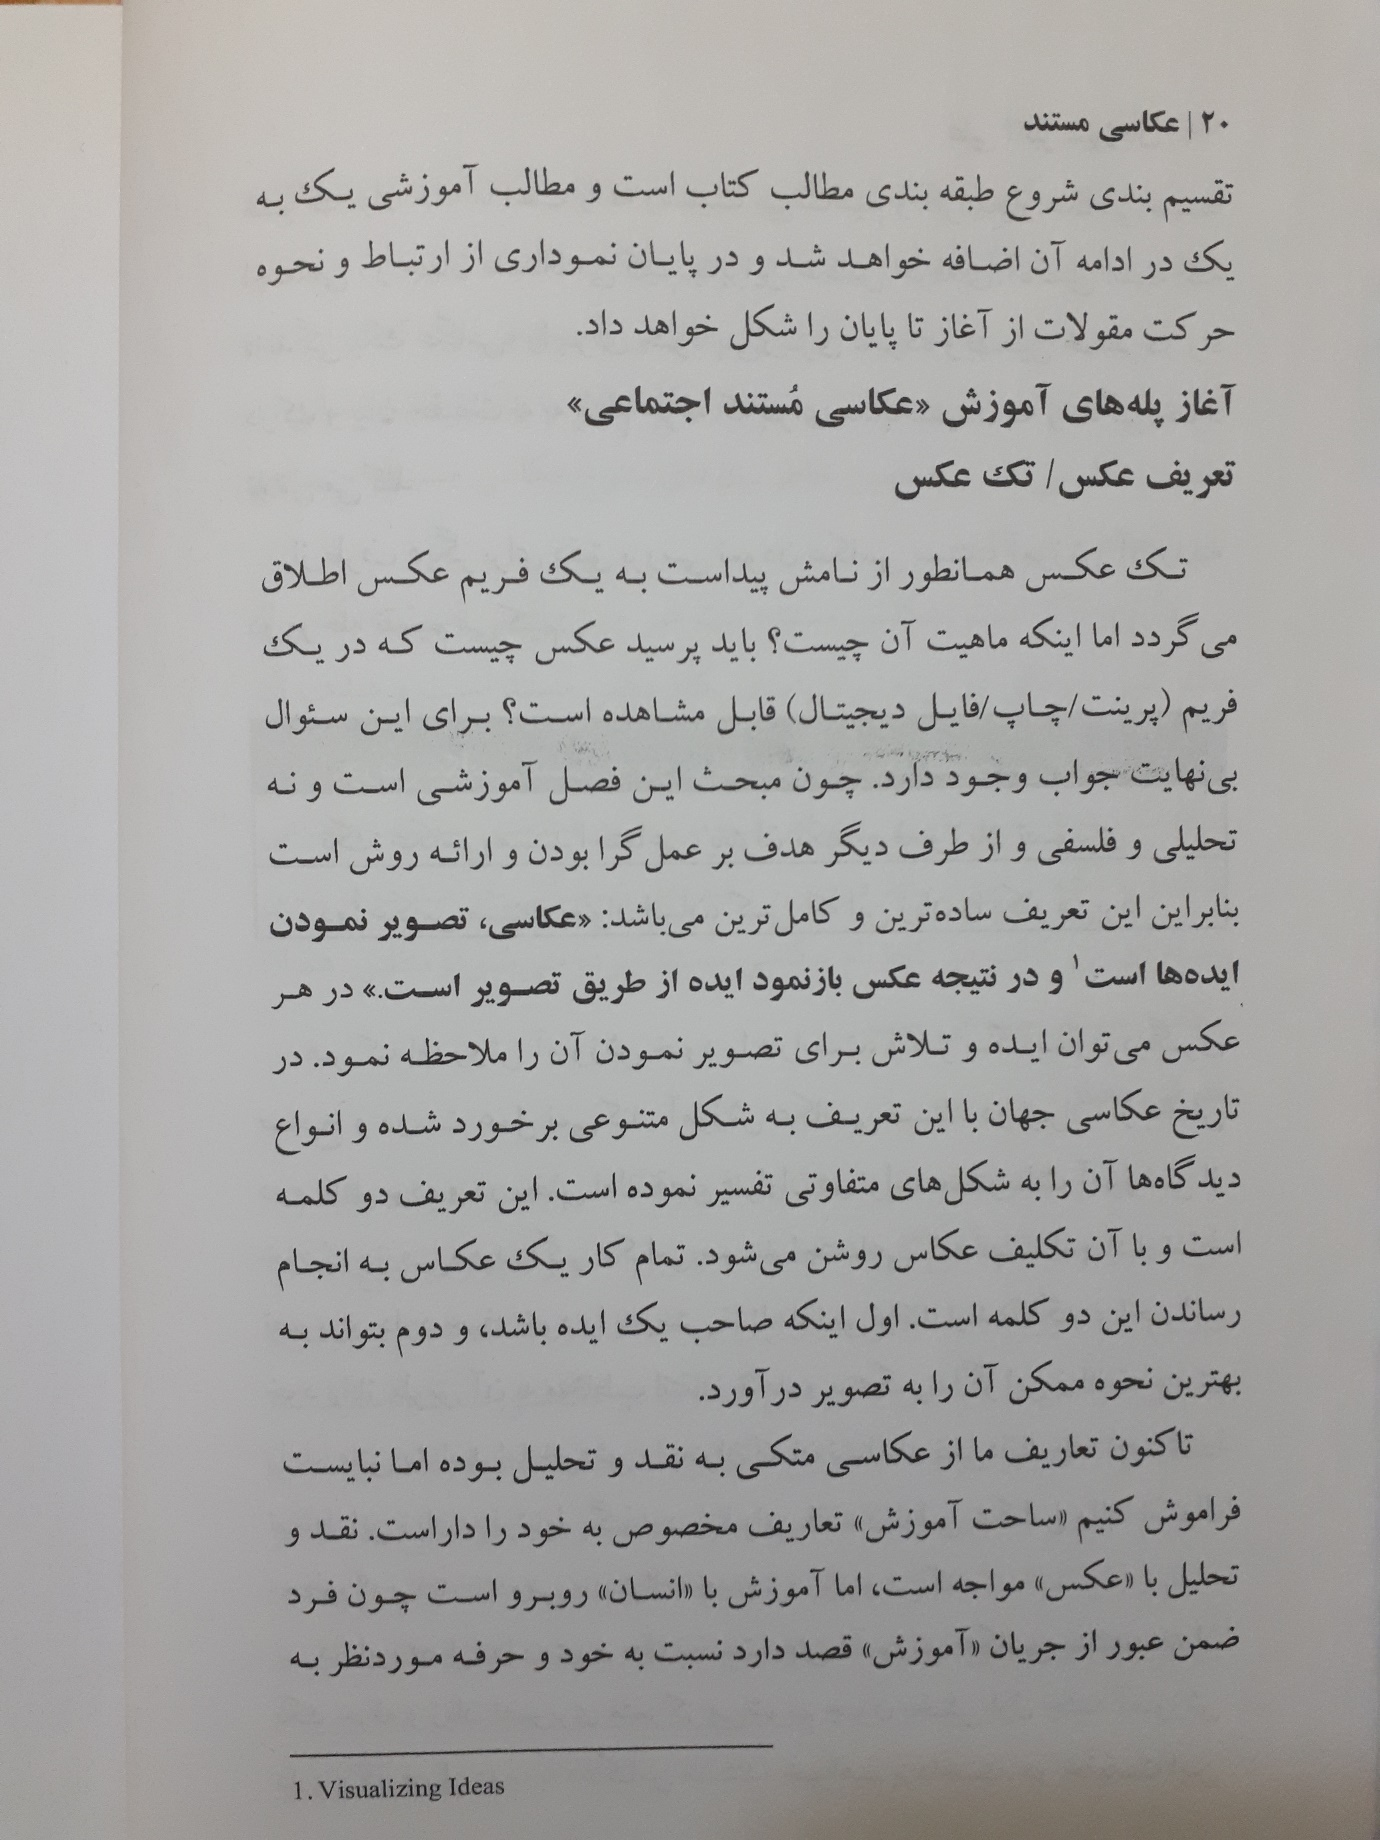 ۲۰ | عکاسی مستند
تقسیم بندی شروع طبقه بندی مطالب کتاب است و مطالب آموزشی یک به
یک در ادامه آن اضافه خواهد شد و در پایان نموداری از ارتباط و نحوه
حرکت مقولات از آغاز تا پایان را شکل خواهد داد.
آغاز پله‌های آموزش «عکاسی مُستند اجتماعی»
تعریف عکس/ تک عکس
تک عکس همانطور از نامش پیداست به یک فریم عکس اطلاق
می‌گردد اما اینکه ماهیت آن چیست؟ باید پرسید عکس چیست که در یک
فریم (پرینت/چاپ/فایل دیجیتال) قابل مشاهده است؟ برای این سئوال
بی‌نهایت جواب وجود دارد. چون مبحث این فصل آموزشی است و نه
تحلیلی و فلسفی و از طرف دیگر هدف بر عمل‌گرا بودن و ارائه روش است
بنابراین این تعریف ساده‌ترین و کامل‌ترین می‌باشد: «عکاسی، تصویر نمودن
ایده‌ها است۱ و در نتیجه عکس بازنمود ایده از طریق تصویر است.» در هر
عکس می‌توان ایده و تلاش برای تصویر نمودن آن را ملاحظه نمود. در
تاریخ عکاسی جهان با این تعریف به شکل متنوعی برخورد شده و انواع
دیدگاه‌ها آن را به شکل‌های متفاوتی تفسیر نموده است. این تعریف دو کلمه
است و با آن تکلیف عکاس روشن می‌شود. تمام کار یک عکاس به انجام
رساندن این دو کلمه است. اول اینکه صاحب یک ایده باشد، و دوم بتواند به
بهترین نحوه ممکن آن را به تصویر درآورد.
تاکنون تعاریف ما از عکاسی متکی به نقد و تحلیل بوده اما نبایست
فراموش کنیم «ساحت آموزش» تعاریف مخصوص به خود را داراست. نقد و
تحلیل با «عکس» مواجه است، اما آموزش با «انسان» روبرو است چون فرد
ضمن عبور از جریان «آموزش» قصد دارد نسبت به خود و حرفه موردنظر به
1. Visualizing Ideas